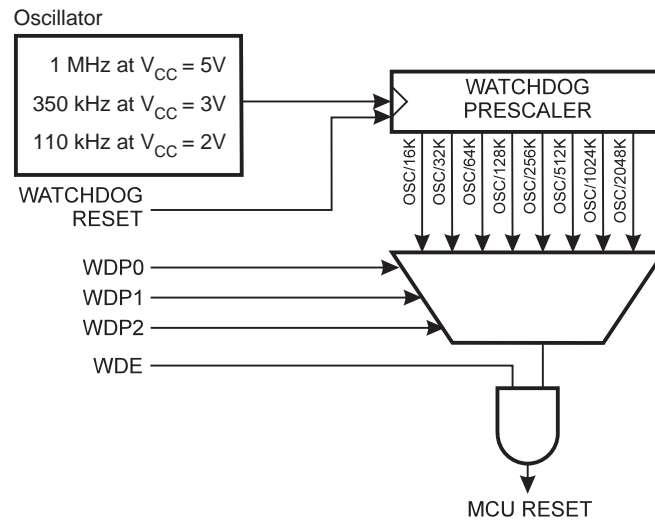 Oscillator
1 MHz at VCC = 5V
350 kHz at VCC = 3V
110 kHz at VCC = 2V
WATCHDOG
PRESCALER
OSC/16K
OSC/32K
OSC/64K
OSC/128K
OSC/256K
OSC/512K
OSC/1024K
OSC/2048K
WATCHDOG
RESET
WDP0
WDP1
WDP2
WDE
MCU RESET